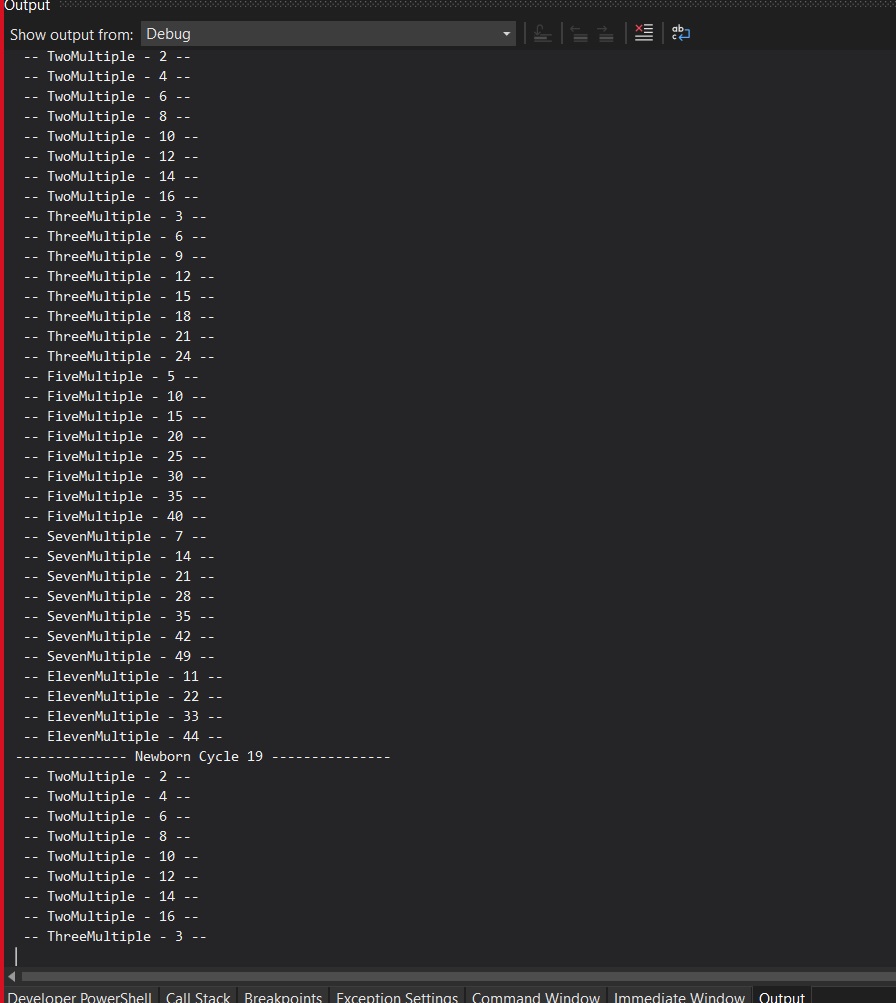 Output
Show output from: Debug
-- TwoMultiple - 2 --
-- TwoMultiple - 4 --
-- TwoMultiple - 6 --
-- TwoMultiple - 8 --
-- TwoMultiple - 10 --
-- TwoMultiple - 12 --
-- TwoMultiple - 14 --
-- TwoMultiple - 16 --
-- ThreeMultiple - 3 --
-- ThreeMultiple - 6 --
-- ThreeMultiple - 9 --
-- ThreeMultiple - 12 --
-- ThreeMultiple - 15 --
-- ThreeMultiple - 18 --
-- ThreeMultiple - 21 --
-- ThreeMultiple - 24 --
-- FiveMultiple - 5 --
-- FiveMultiple - 10 --
-- FiveMultiple - 15 --
-- FiveMultiple - 20 --
-- FiveMultiple - 25 --
-- FiveMultiple - 30 --
-- FiveMultiple - 35 --
-- FiveMultiple - 40 --
-- SevenMultiple - 7 --
-- SevenMultiple - 14 --
-- SevenMultiple - 21 --
-- SevenMultiple - 28 --
-- SevenMultiple - 35 --
-- SevenMultiple - 42 --
-- SevenMultiple - 49 --
-- ElevenMultiple - 11 --
-- ElevenMultiple - 22 --
-- ElevenMultiple - 33 --
-- ElevenMultiple - 44 --
-------------- Newborn Cycle 19 ---------------
-- TwoMultiple - 2 --
-- TwoMultiple - 4 --
-- TwoMultiple - 6 --
-- TwoMultiple - 8 --
-- TwoMultiple - 10 --
-- TwoMultiple - 12 --
-- TwoMultiple - 14 --
-- TwoMultiple - 16 --
-- ThreeMultiple - 3 --
Developer PowerShell Call Stack Breakpoints Exception Settings Command Window Immediate Window Output